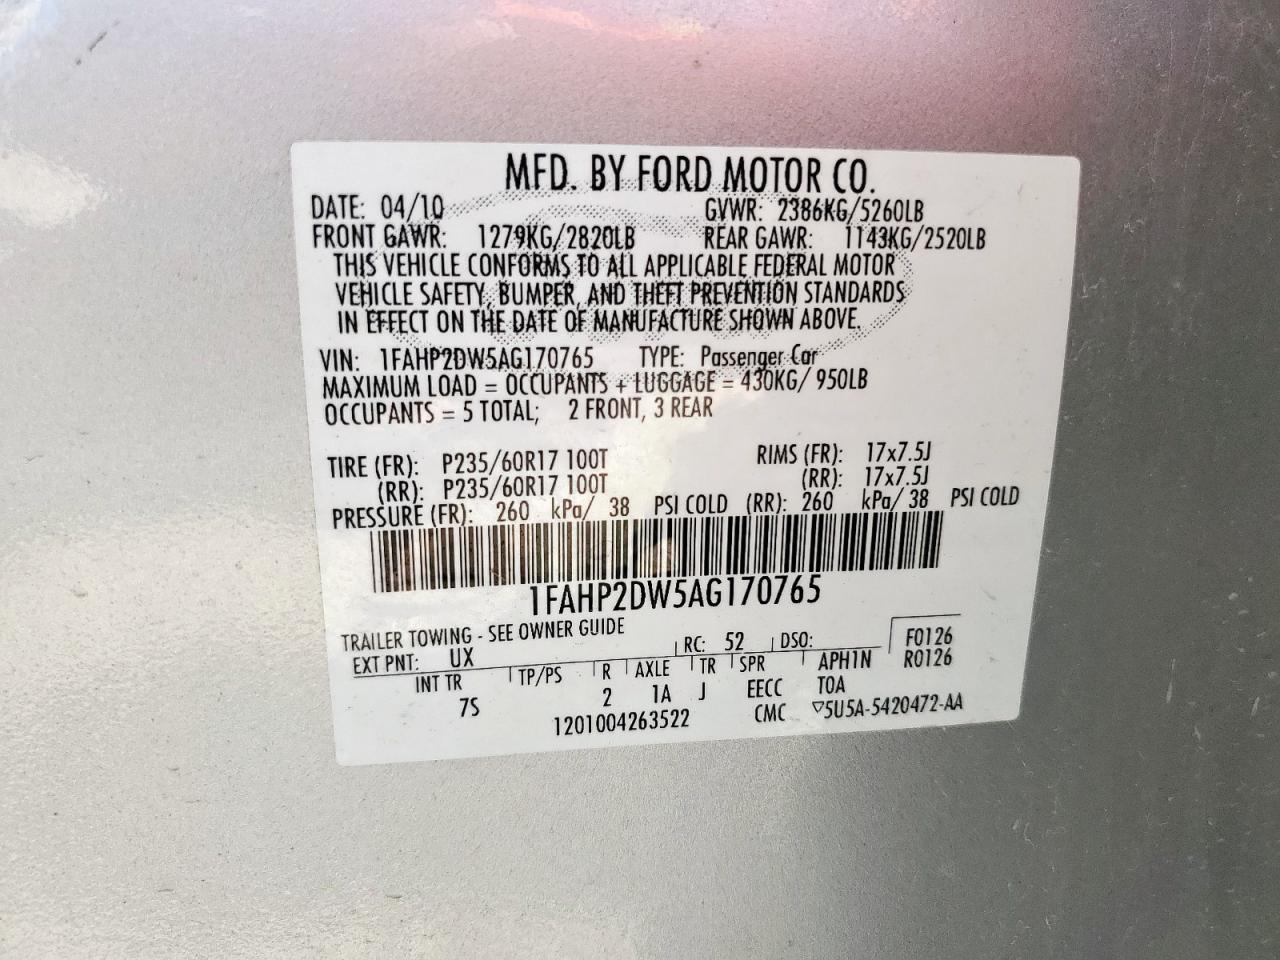 MFD. BY FORD MOTOR CO.
DATE: 04/10 GVWR: 2386KG/5260LB
FRONT GAWR: 1279KG/2820LB REAR GAWR: 1143KG/2520LB
THIS VEHICLE CONFORMS TO ALL APPLICABLE FEDERAL MOTOR
VEHICLE SAFETY, BUMPER, AND THEFT PREVENTION STANDARDS
IN EFFECT ON THE DATE OF MANUFACTURE SHOWN ABOVE.
VIN: 1FAHP2DW5AG170765 TYPE: Passenger Car
MAXIMUM LOAD = OCCUPANTS + LUGGAGE = 430KG/ 950LB
OCCUPANTS = 5 TOTAL; 2 FRONT, 3 REAR
TIRE (FR): P235/60R17 100T RIMS (FR): 17x7.5J
(RR): P235/60R17 100T (RR): 17x7.5J
PRESSURE (FR): 260 kPa/ 38 PSI COLD (RR): 260 kPa/ 38 PSI COLD
1FAHP2DW5AG170765
TRAILER TOWING - SEE OWNER GUIDE
EXT PNT: UX RC: 52 DSO: F0126
INT TR TP/PS R AXLE TR SPR APH1N R0126
7S 2 1A J EECC TOA
1201004263522 CMC ▽5U5A-5420472-AA